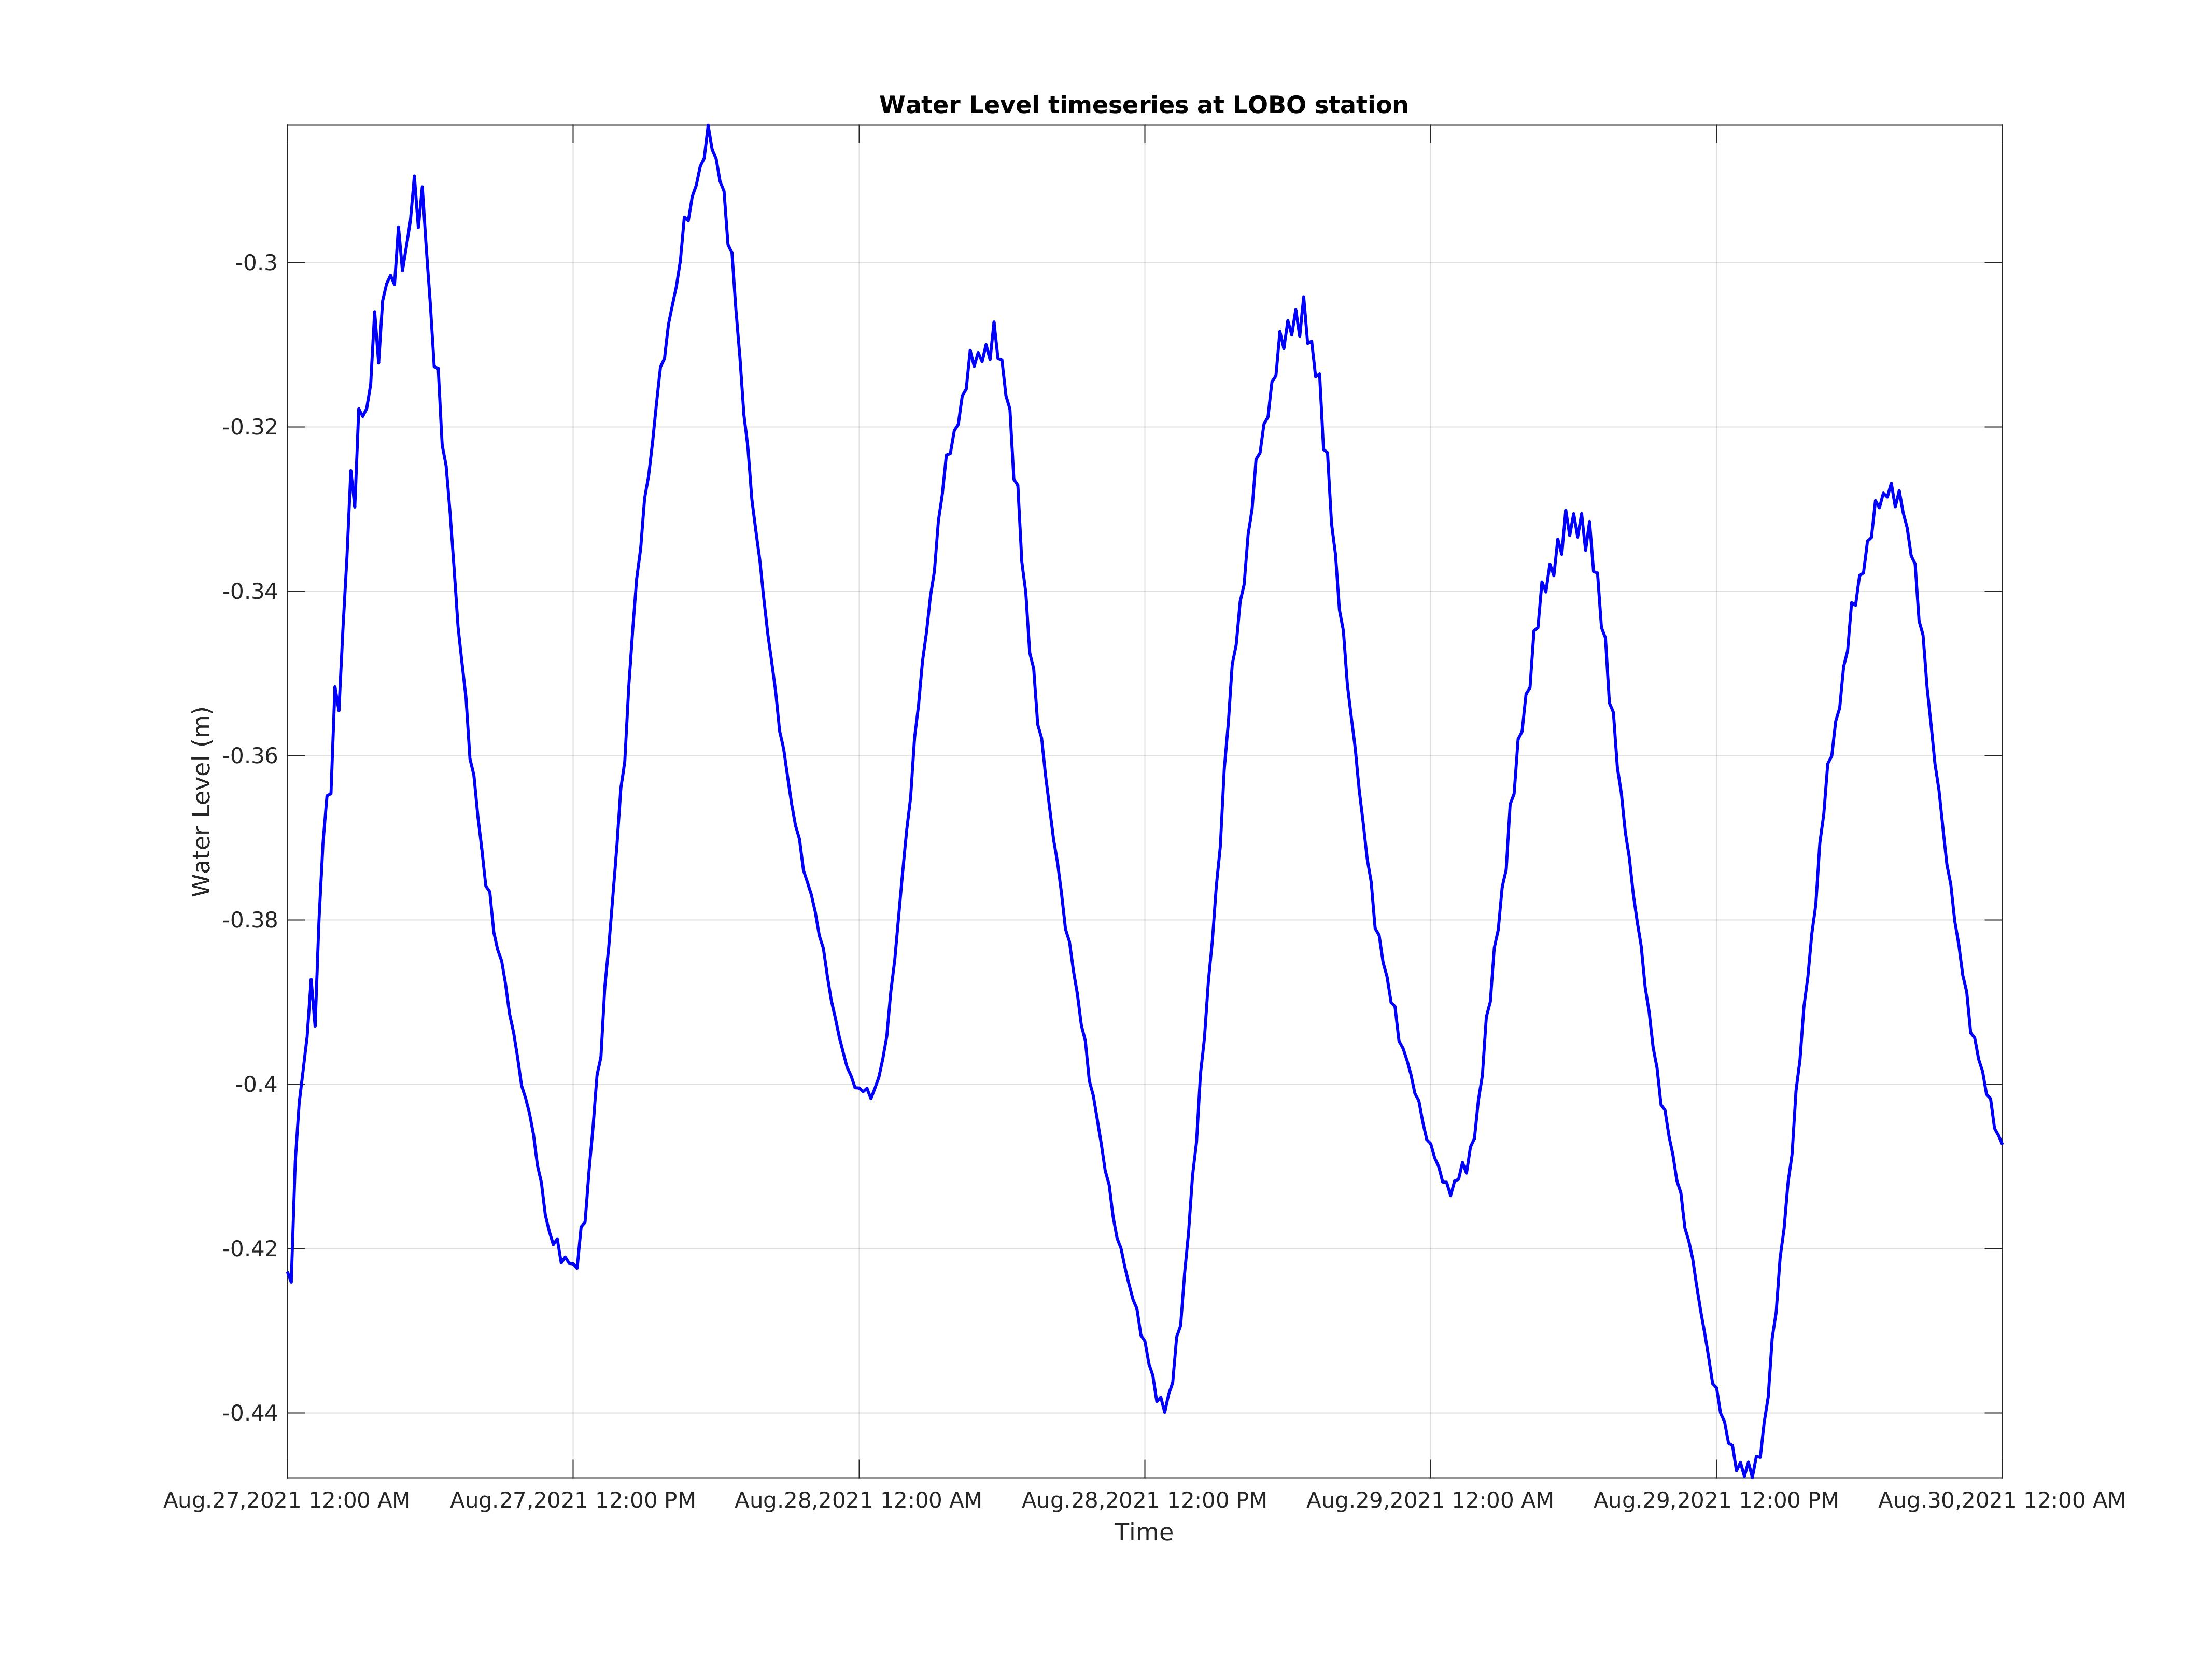 Water Level timeseries at LOBO station
-0.3
-0.32
-0.34
-0.36
-0.38
-0.4
-0.42
-0.44
Water Level (m)
Aug.27,2021 12:00 AM
Aug.27,2021 12:00 PM
Aug.28,2021 12:00 AM
Aug.28,2021 12:00 PM
Aug.29,2021 12:00 AM
Aug.29,2021 12:00 PM
Aug.30,2021 12:00 AM
Time